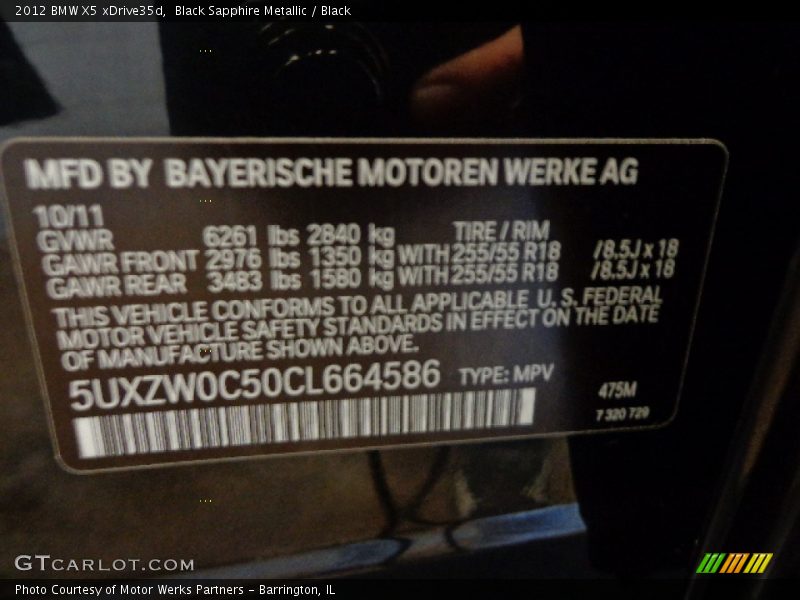 2012 BMW X5 xDrive35d, Black Sapphire Metallic / Black
MFD BY BAYERISCHE MOTOREN WERKE AG
10/11
GVWR 6261 lbs 2840 kg TIRE / RIM
GAWR FRONT 2976 lbs 1350 kg WITH 255/55 R18 /8.5J x 18
GAWR REAR 3483 lbs 1580 kg WITH 255/55 R18 /8.5J x 18
THIS VEHICLE CONFORMS TO ALL APPLICABLE U.S. FEDERAL
MOTOR VEHICLE SAFETY STANDARDS IN EFFECT ON THE DATE
OF MANUFACTURE SHOWN ABOVE.
5UXZW0C50CL664586 TYPE: MPV
475M
7 320 729
GTCARLOT.COM
Photo Courtesy of Motor Werks Partners - Barrington, IL